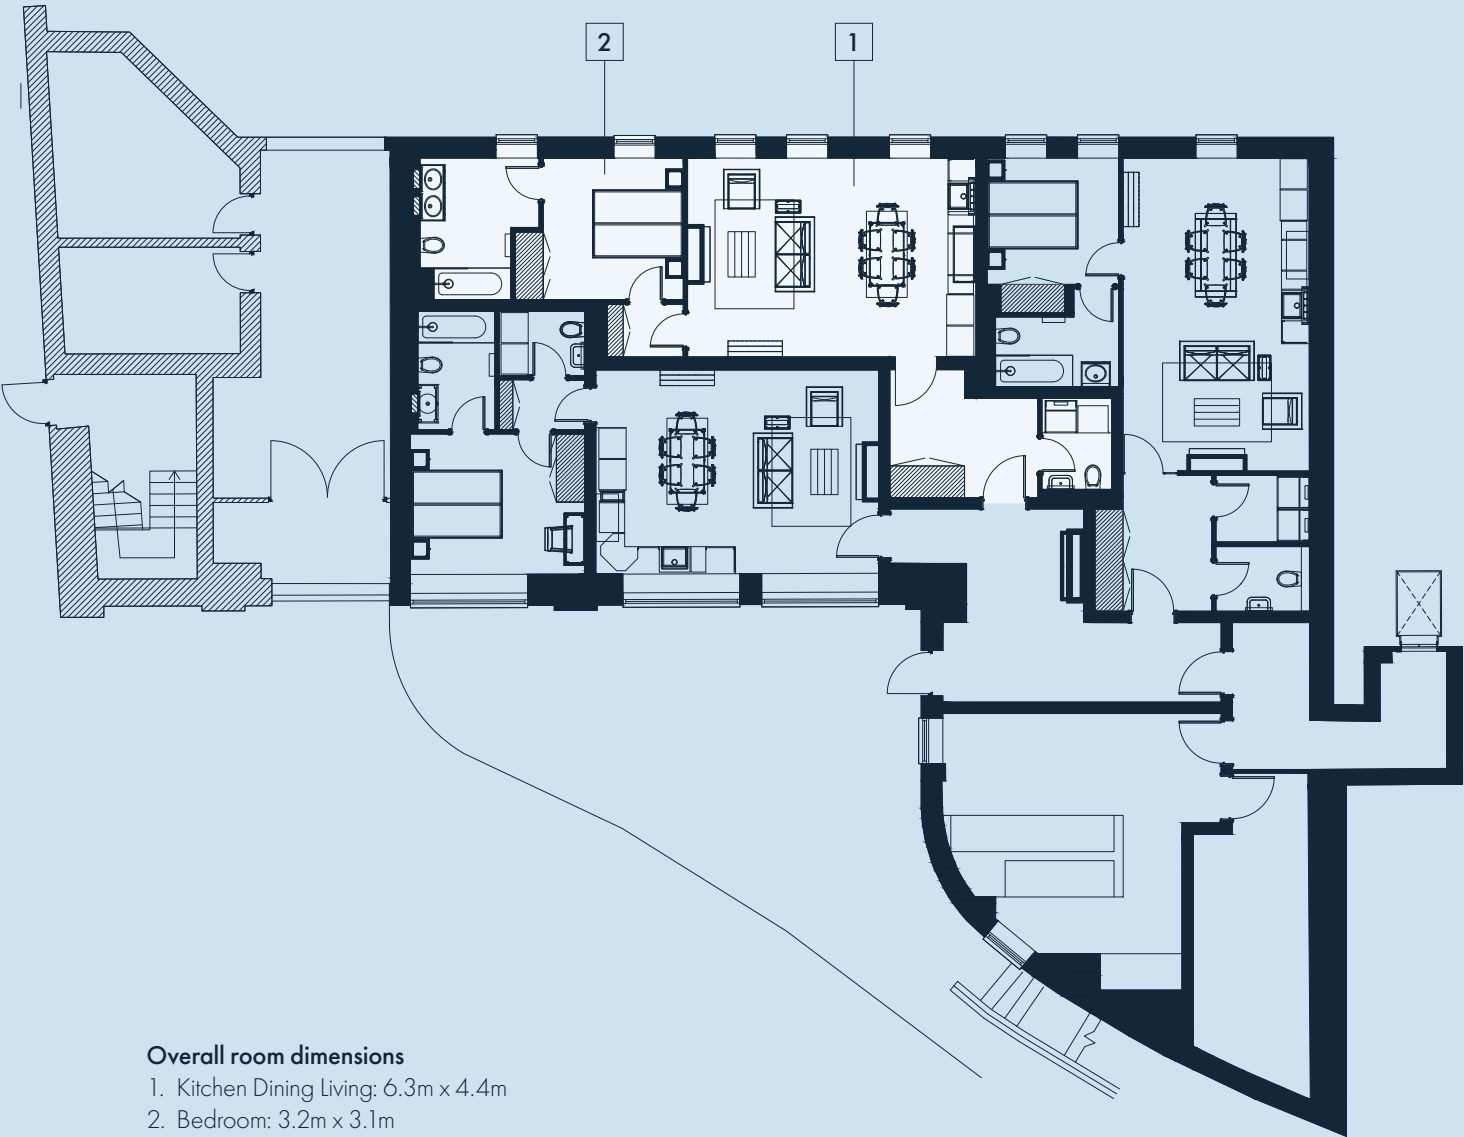 2
1
Overall room dimensions
1. Kitchen Dining Living: 6.3m x 4.4m
2. Bedroom: 3.2m x 3.1m